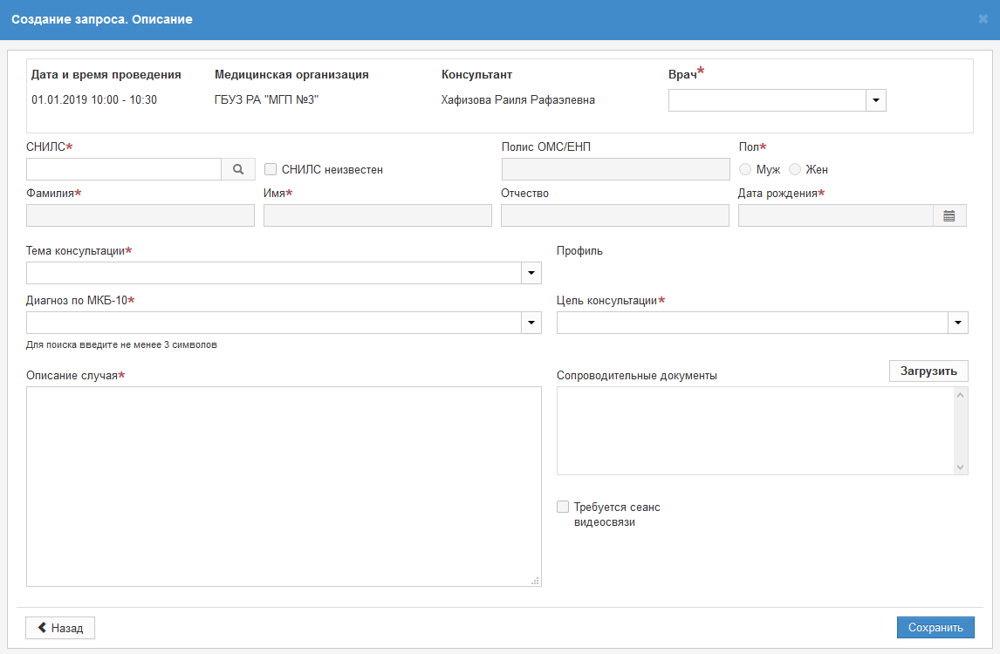 Создание запроса. Описание
Дата и время проведения Медицинская организация Консультант Врач*
01.01.2019 10:00 - 10:30 ГБУЗ РА "МГП №3" Хафизова Раиля Рафаэлевна
СНИЛС* Полис ОМС/ЕНП Пол*
СНИЛС неизвестен Муж Жен
Фамилия* Имя* Отчество Дата рождения*
Тема консультации* Профиль
Диагноз по МКБ-10* Цель консультации*
Для поиска введите не менее 3 символов
Описание случая* Сопроводительные документы Загрузить
Требуется сеанс
видеосвязи
Назад Сохранить